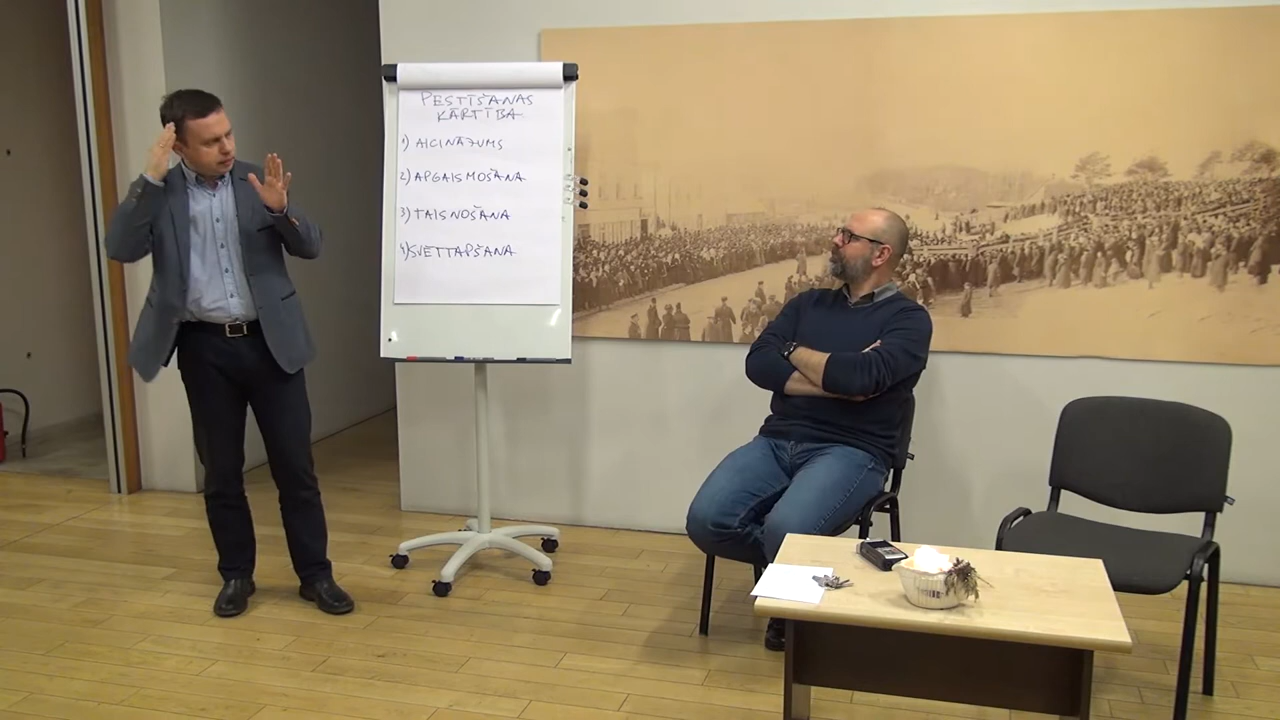 PESTĪŠANAS
KĀRTĪBA
1) AICINĀJUMS
2) APGAISMOŠANA
3) TAISNOŠANA
4) SVĒTTAPŠANA